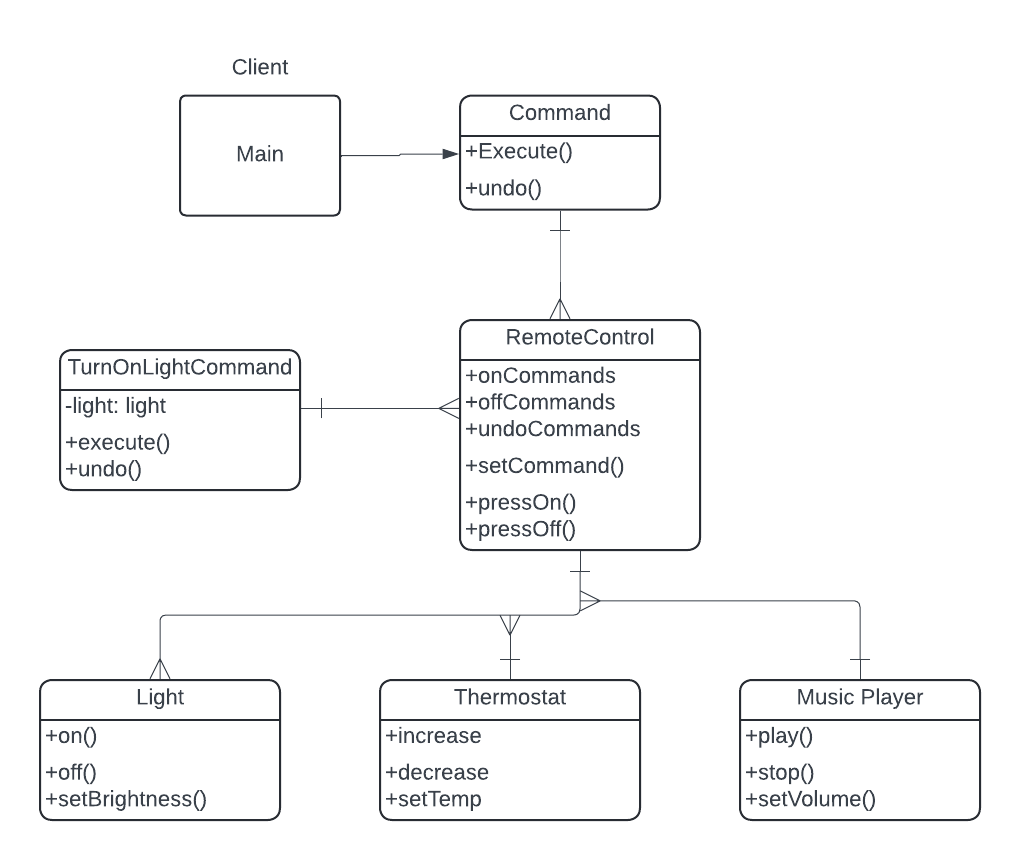 Client
Main
Command
+Execute()
+undo()
TurnOnLightCommand
-light: light
+execute()
+undo()
RemoteControl
+onCommands
+offCommands
+undoCommands
+setCommand()
+pressOn()
+pressOff()
Light
+on()
+off()
+setBrightness()
Thermostat
+increase
+decrease
+setTemp
Music Player
+play()
+stop()
+setVolume()